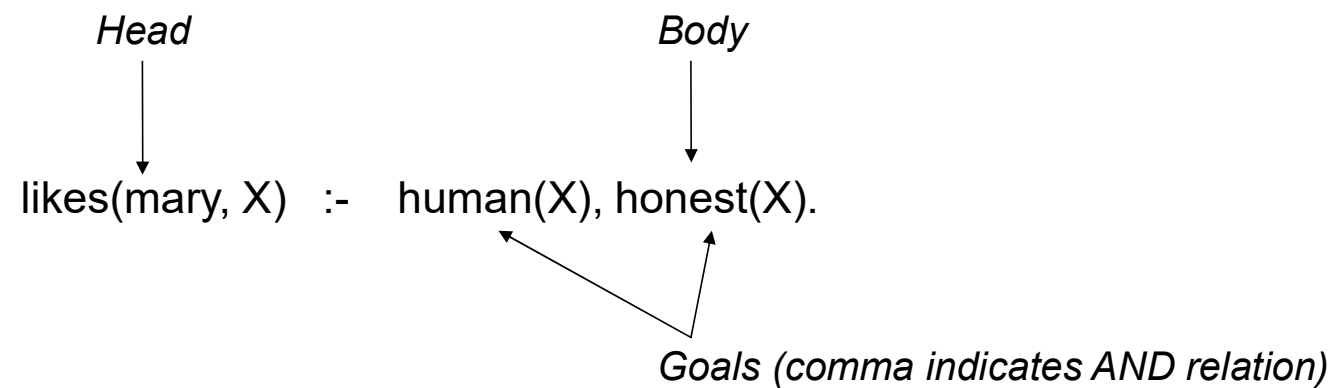 Head Body
likes(mary, X) :- human(X), honest(X).
Goals (comma indicates AND relation)